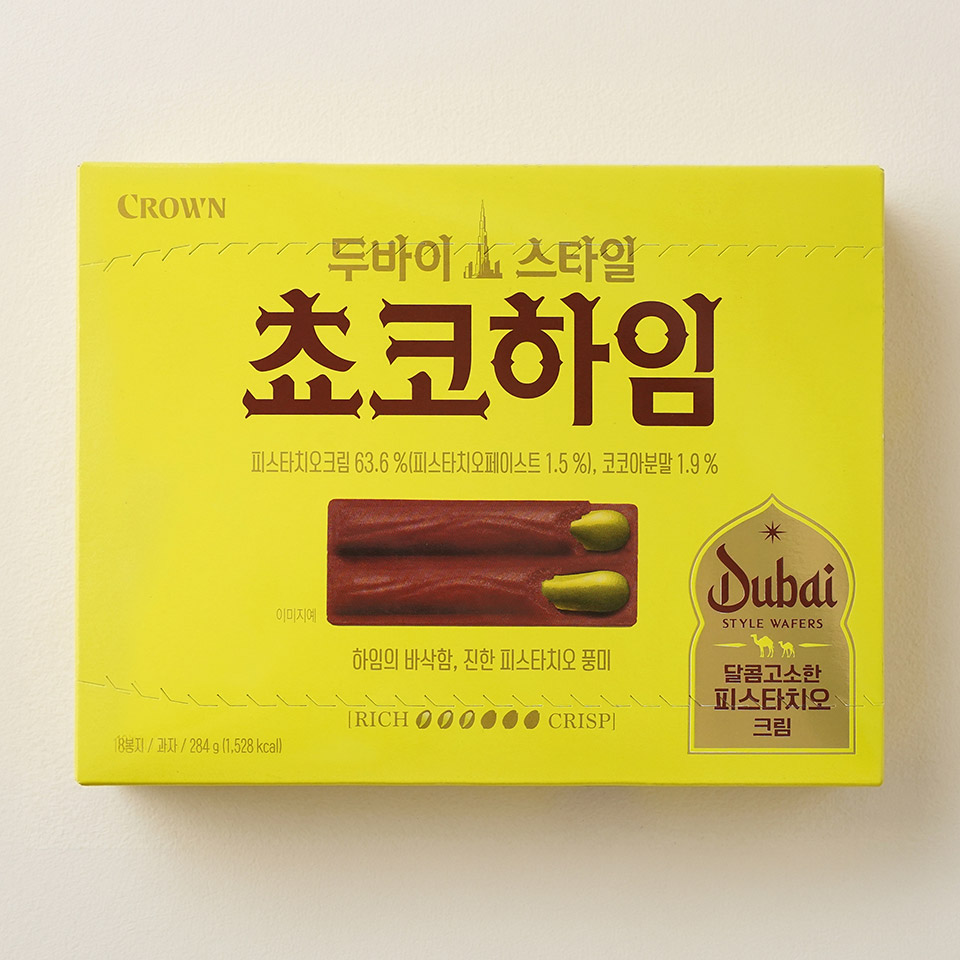 CROWN
두바이 스타일
쵸코하임
피스타치오크림 63.6 %(피스타치오페이스트 1.5 %), 코코아분말 1.9 %
이미지예
하임의 바삭함, 진한 피스타치오 풍미
|RICH CRISP|
18봉지 / 과자 / 284 g (1,528 kcal)
Dubai
STYLE WAFERS
달콤고소한
피스타치오
크림